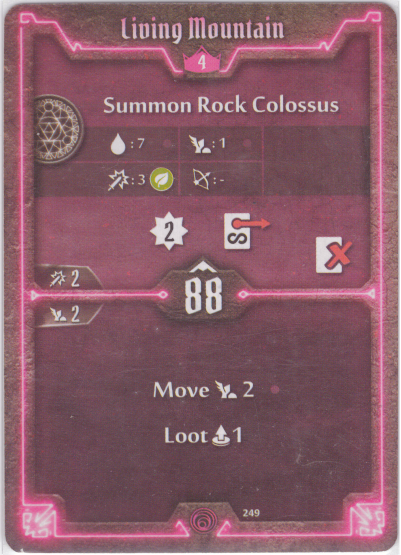 Living Mountain
4
Summon Rock Colossus
:7 :1
:3 :-
2 S
2
88
2
Move 2
Loot 1
249